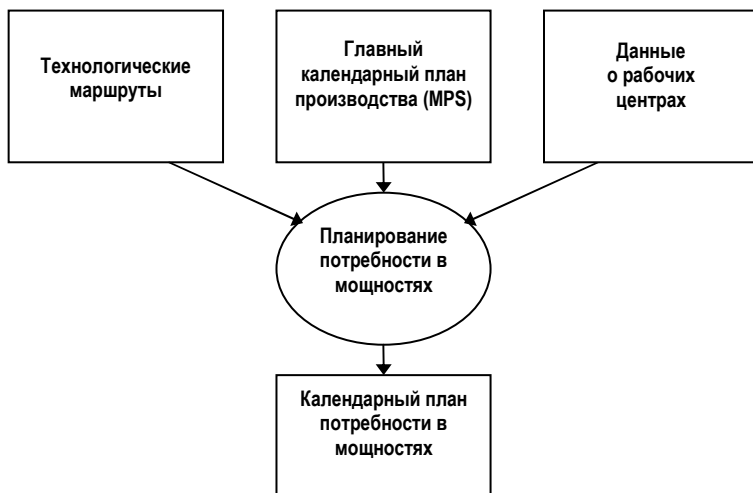 Технологические
маршруты
Главный
календарный план
производства (MPS)
Данные
о рабочих
центрах
Планирование
потребности в
мощностях
Календарный план
потребности в
мощностях